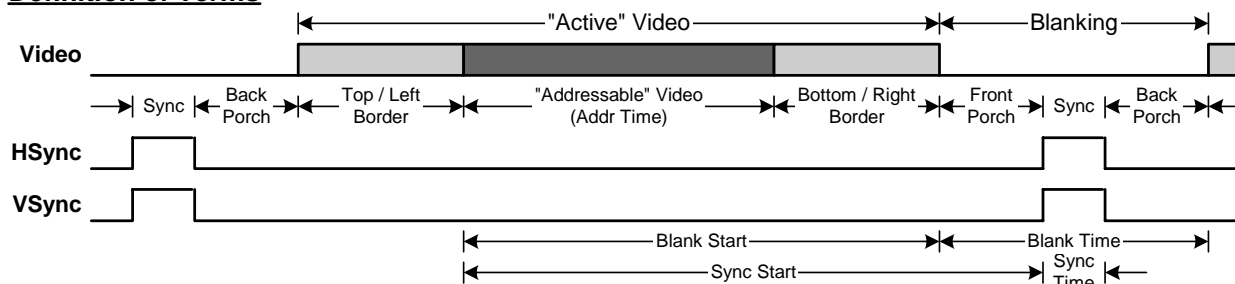 Definition of Terms
"Active" Video
Blanking
Video
Sync
Back
Porch
Top / Left
Border
"Addressable" Video
(Addr Time)
Bottom / Right
Border
Front
Porch
Sync
Back
Porch
HSync
VSync
Blank Start
Blank Time
Sync Start
Sync
Time